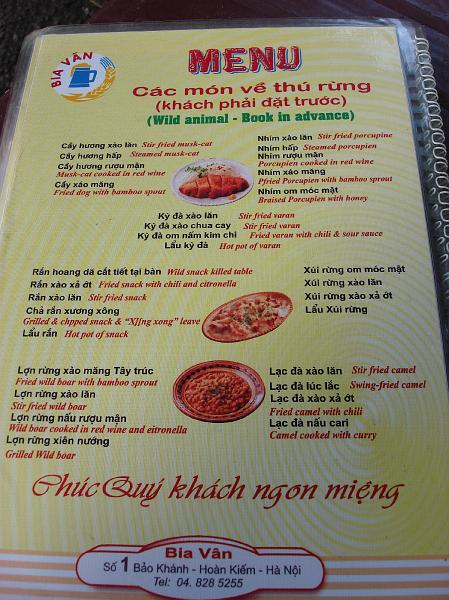 BIA VÂN
MENU
Các món về thú rừng
(khách phải đặt trước)
(Wild animal - Book in advance)
Cầy hương xào lăn Stir fried musk-cat
Cầy hương hấp Steamed musk-cat
Cầy hương rượu mận
Musk-cat cooked in red wine
Cầy xáo măng
Fried dog with bamboo sprout
Nhím xào lăn Stir fried porcupine
Nhím hấp Steamed porcupien
Nhím rượu mận
Porcupien cooked in red wine
Nhím xáo măng
Pfried Porcupien with bamboo sprout
Nhím om móc mật
Braised Porcupien with honey
Kỳ đà xào lăn Stir fried varan
Kỳ đà xào chua cay Stir fried varan
Kỳ đà om nấm kim chi Fried varan with chili & sour sauce
Lẩu kỳ đà Hot pot of varan
Rắn hoang dã cắt tiết tại bàn Wild snack killed table
Rắn xào xả ớt Fried snack with chili and citronella
Rắn xào lăn Stir fried snack
Chả rắn xương xông
Grilled & chpped snack & "X]]ng xong" leave
Lẩu rắn Hot pot of snack
Xúi rừng om móc mật
Xúi rừng xào lăn
Xúi rừng xào xả ớt
Lẩu Xúi rừng
Lợn rừng xào măng Tây trúc
Fried wild boar with bamboo sprout
Lợn rừng xào lăn
Stir fried wild boar
Lợn rừng nấu rượu mận
Wild boar cooked in red wine and eitronella
Lợn rừng xiên nướng
Grilled Wild boar
Lạc đà xào lăn Stir fried camel
Lạc đà lúc lắc Swing-fried camel
Lạc đà xào xả ớt
Fried camel with chili
Lạc đà nấu cari
Camel cooked with curry
Chúc Quý khách ngon miệng
Bia Vân
Số 1 Bảo Khánh - Hoàn Kiếm - Hà Nội
Tel: 04. 828 5255